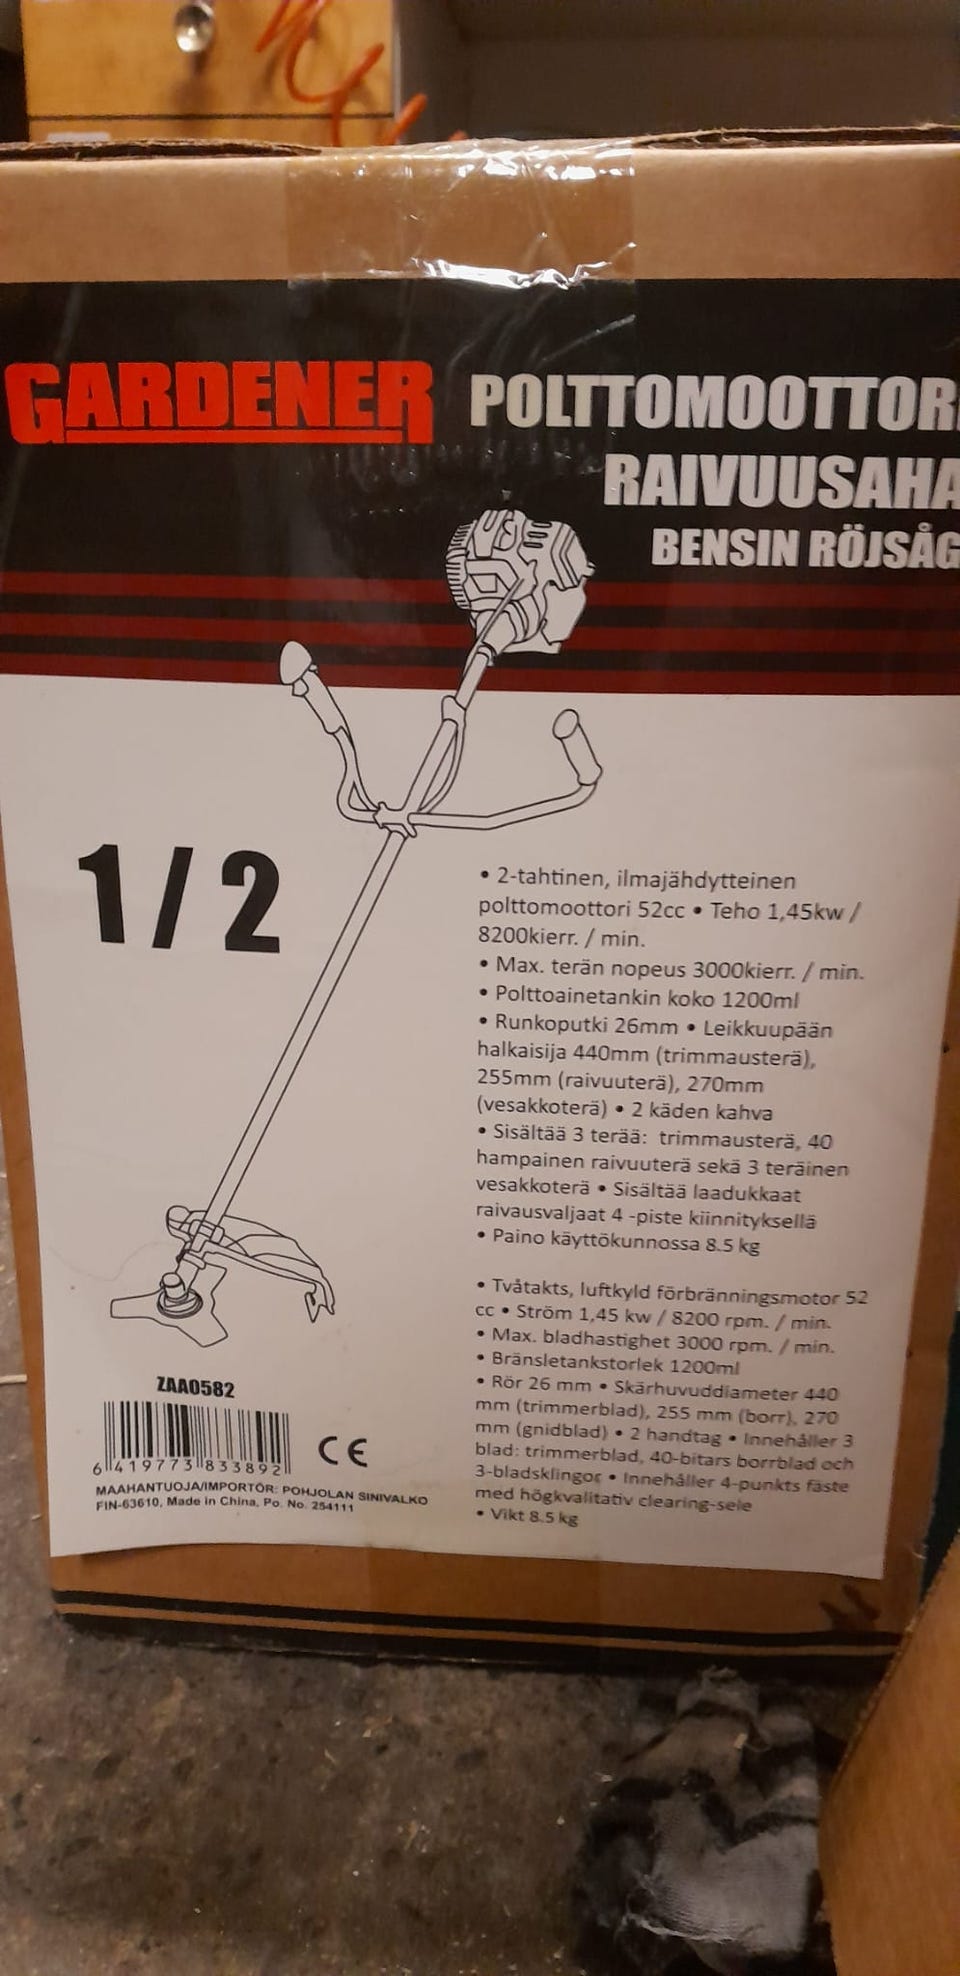 GARDENER
POLTTOMOOTTORI
RAIVUUSAHA
BENSIN RÖJSÅG
1/2
• 2-tahtinen, ilmajähdytteinen
polttomoottori 52cc • Teho 1,45kw /
8200kierr. / min.
• Max. terän nopeus 3000kierr. / min.
• Polttoainetankin koko 1200ml
• Runkoputki 26mm • Leikkuupään
halkaisija 440mm (trimmausterä),
255mm (raivuuterä), 270mm
(vesakkoterä) • 2 käden kahva
• Sisältää 3 terää: trimmausterä, 40
hampainen raivuuterä sekä 3 teräinen
vesakkoterä • Sisältää laadukkaat
raivausvaljaat 4 -piste kiinnityksellä
• Paino käyttökunnossa 8.5 kg
• Tvåtakts, luftkyld förbränningsmotor 52
cc • Ström 1,45 kw / 8200 rpm. / min.
• Max. bladhastighet 3000 rpm. / min.
• Bränsletankstorlek 1200ml
• Rör 26 mm • Skärhuvuddiameter 440
mm (trimmerblad), 255 mm (borr), 270
mm (gnidblad) • 2 handtag • Innehåller 3
blad: trimmerblad, 40-bitars borrblad och
3-bladsklingor • Innehåller 4-punkts fäste
med högkvalitativ clearing-sele
• Vikt 8.5 kg
ZAA0582
6 419773 833892
CE
MAAHANTUOJA/IMPORTÖR: POHJOLAN SINIVALKO
FIN-63610, Made in China, Po. No. 254111